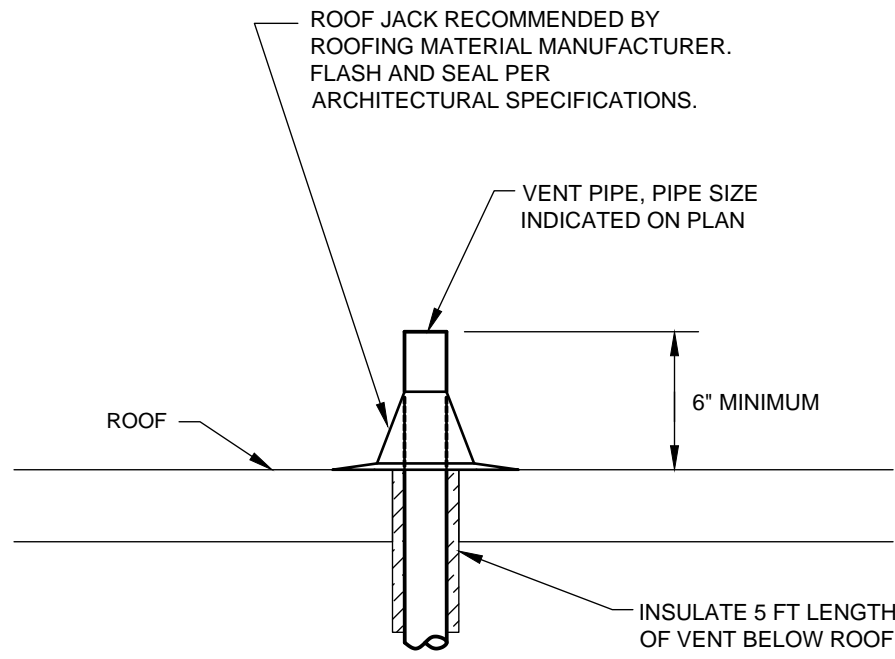 ROOF JACK RECOMMENDED BY
ROOFING MATERIAL MANUFACTURER.
FLASH AND SEAL PER
ARCHITECTURAL SPECIFICATIONS.
VENT PIPE, PIPE SIZE
INDICATED ON PLAN
6" MINIMUM
ROOF
INSULATE 5 FT LENGTH
OF VENT BELOW ROOF